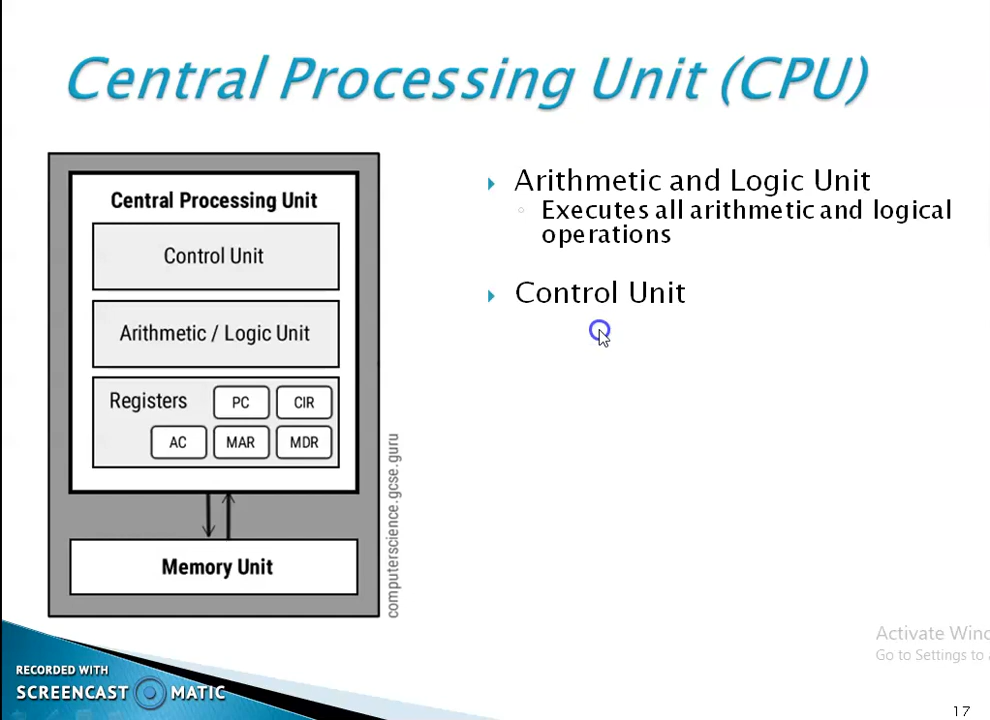 Central Processing Unit (CPU)
Central Processing Unit
Control Unit
Arithmetic / Logic Unit
Registers
PC
CIR
AC
MAR
MDR
Memory Unit
computerscience.gcse.guru
Arithmetic and Logic Unit
Executes all arithmetic and logical
operations
Control Unit
Activate Wind
Go to Settings to
RECORDED WITH
SCREENCAST MATIC
17